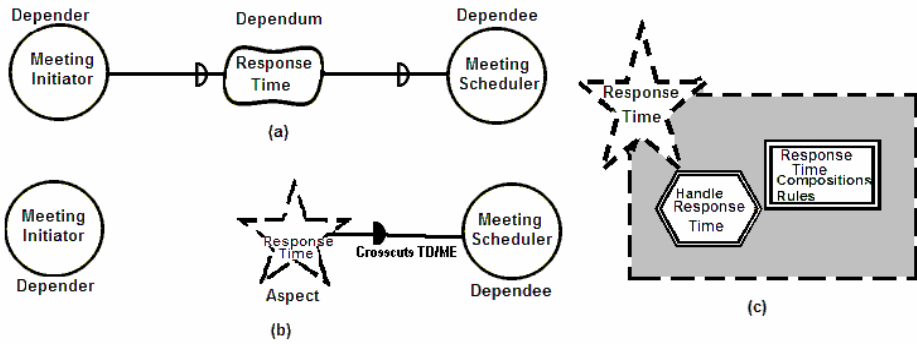 Depender
Dependum
Dependee
Meeting
Initiator
Response
Time
Meeting
Scheduler
(a)
Meeting
Initiator
Depender
Response
Time
Aspect
Crosscuts TD/ME
Meeting
Scheduler
Dependee
(b)
Response
Time
Handle
Response
Time
Response
Time
Compositions
Rules
(c)